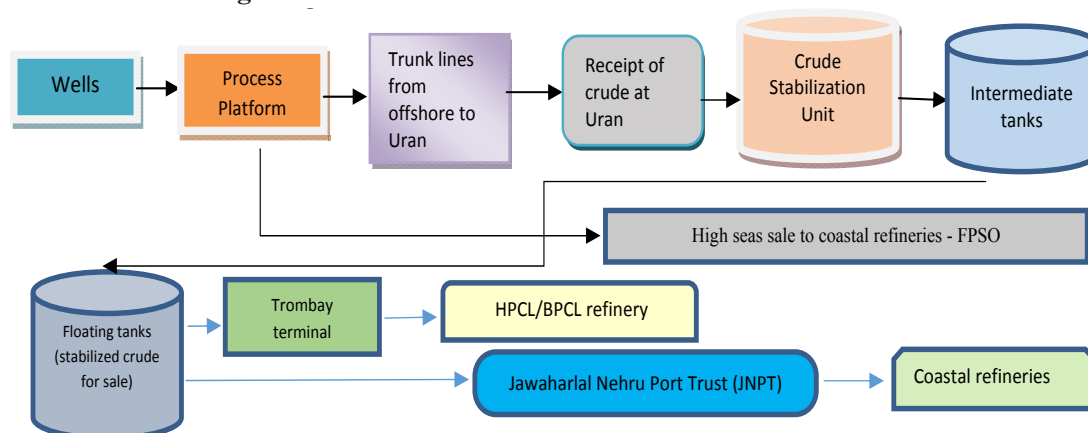 Wells
Process
Platform
Trunk lines
from
offshore to
Uran
Receipt of
crude at
Uran
Crude
Stabilization
Unit
Intermediate
tanks
High seas sale to coastal refineries - FPSO
Floating tanks
(stabilized crude
for sale)
Trombay
terminal
HPCL/BPCL refinery
Jawaharlal Nehru Port Trust (JNPT)
Coastal refineries